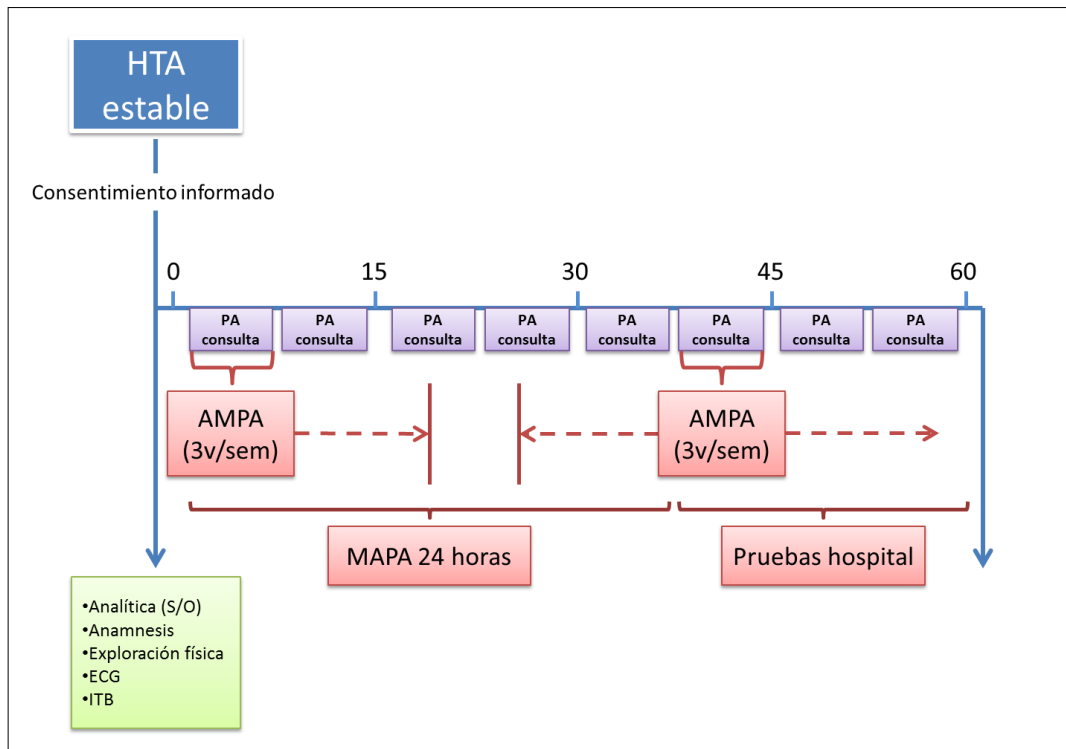 HTA
estable
Consentimiento informado
0
15
30
45
60
PA
consulta
PA
consulta
PA
consulta
PA
consulta
PA
consulta
PA
consulta
PA
consulta
PA
consulta
AMPA
(3v/sem)
AMPA
(3v/sem)
MAPA 24 horas
Pruebas hospital
•Analítica (S/O)
•Anamnesis
•Exploración física
•ECG
•ITB